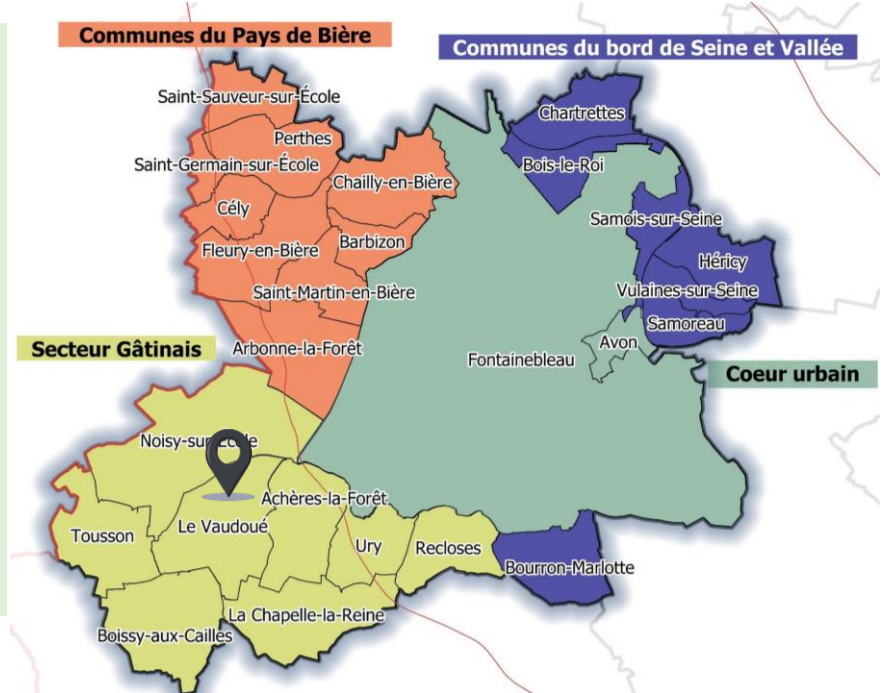 Communes du Pays de Bière
Communes du bord de Seine et Vallée
Saint-Sauveur-sur-École
Chartrettes
Perthes
Saint-Germain-sur-École
Bois-le-Roi
Chailly-en-Bière
Cély
Samois-sur-Seine
Barbizon
Fleury-en-Bière
Héricy
Saint-Martin-en-Bière
Vulaines-sur-Seine
Samoreau
Secteur Gâtinais
Arbonne-la-Forêt
Avon
Fontainebleau
Coeur urbain
Noisy-sur-École
Achères-la-Forêt
Le Vaudoué
Tousson
Ury
Recloses
Bourron-Marlotte
La Chapelle-la-Reine
Boissy-aux-Cailles